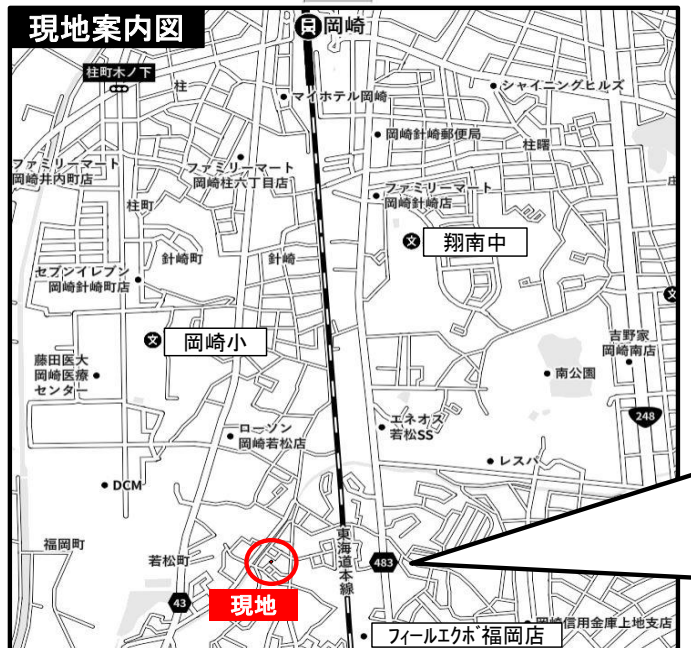 現地案内図
岡崎
柱町木ノ下
柱
マイホテル岡崎
シャイニングヒルズ
岡崎針崎郵便局
柱曙
ファミリーマート
岡崎井内町店
ファミリーマート
岡崎柱六丁目店
ファミリーマート
岡崎針崎店
柱町
翔南中
針崎町
針崎
セブンイレブン
岡崎針崎町店
岡崎小
吉野家
岡崎南店
藤田医大
岡崎医療
センター
南公園
248
エネオス
若松SS
ローソン
岡崎若松店
レスパ
DCM
東海道本線
福岡町
若松町
483
現地
43
岡崎信用金庫上地支店
フィールエクボ福岡店